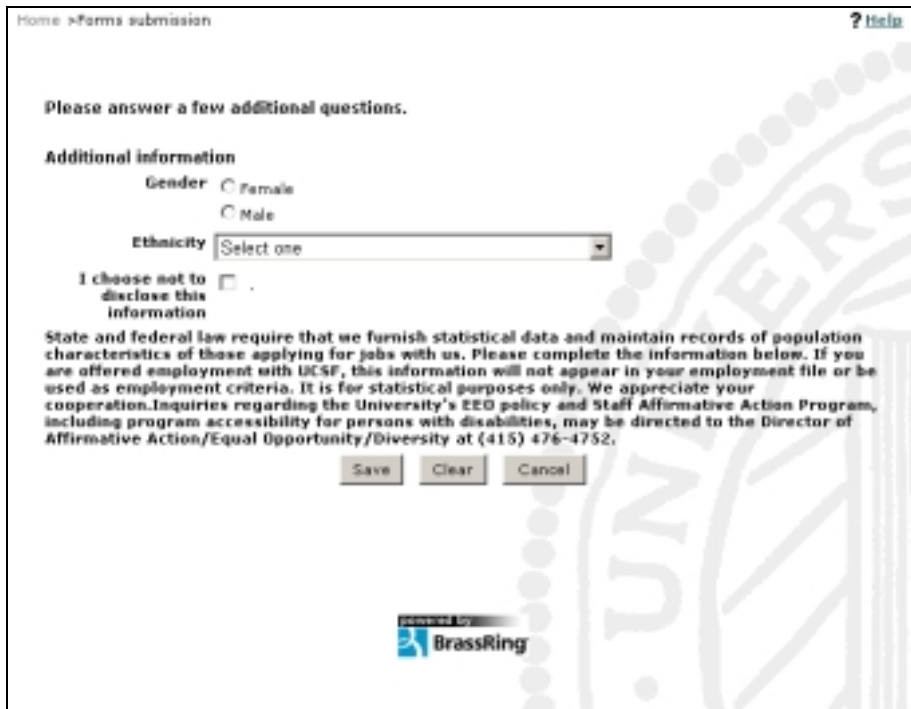 Home >Forms submission
? Help
Please answer a few additional questions.
Additional information
Gender
Female
Male
Ethnicity
Select one
I choose not to
disclose this
information
.
State and federal law require that we furnish statistical data and maintain records of population
characteristics of those applying for jobs with us. Please complete the information below. If you
are offered employment with UCSF, this information will not appear in your employment file or be
used as employment criteria. It is for statistical purposes only. We appreciate your
cooperation.Inquiries regarding the University's EEO policy and Staff Affirmative Action Program,
including program accessibility for persons with disabilities, may be directed to the Director of
Affirmative Action/Equal Opportunity/Diversity at (415) 476-4752.
Save
Clear
Cancel
powered by
BrassRing
· UNIVERS